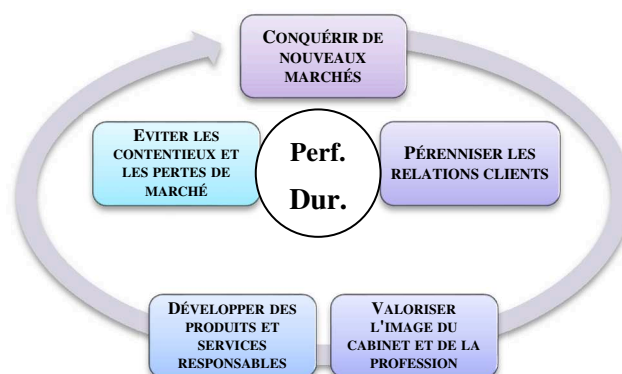 CONQUÉRIR DE
NOUVEAUX
MARCHÉS
EVITER LES
CONTENTIEUX ET
LES PERTES DE
MARCHÉ
Perf.
Dur.
PÉRENNISER LES
RELATIONS CLIENTS
DÉVELOPPER DES
PRODUITS ET
SERVICES
RESPONSABLES
VALORISER
L'IMAGE DU
CABINET ET DE LA
PROFESSION